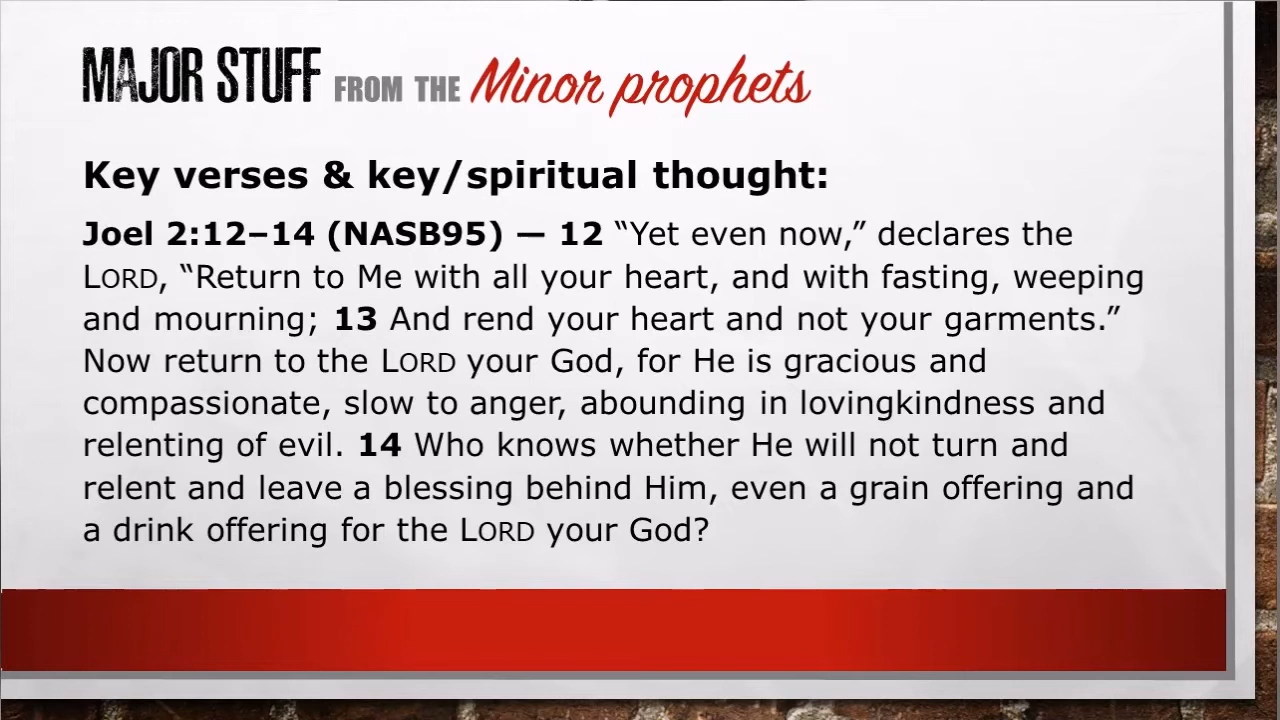 MAJOR STUFF FROM THE Minor prophets
Key verses & key/spiritual thought:
Joel 2:12–14 (NASB95) — 12 “Yet even now,” declares the
LORD, “Return to Me with all your heart, and with fasting, weeping
and mourning; 13 And rend your heart and not your garments.”
Now return to the LORD your God, for He is gracious and
compassionate, slow to anger, abounding in lovingkindness and
relenting of evil. 14 Who knows whether He will not turn and
relent and leave a blessing behind Him, even a grain offering and
a drink offering for the LORD your God?